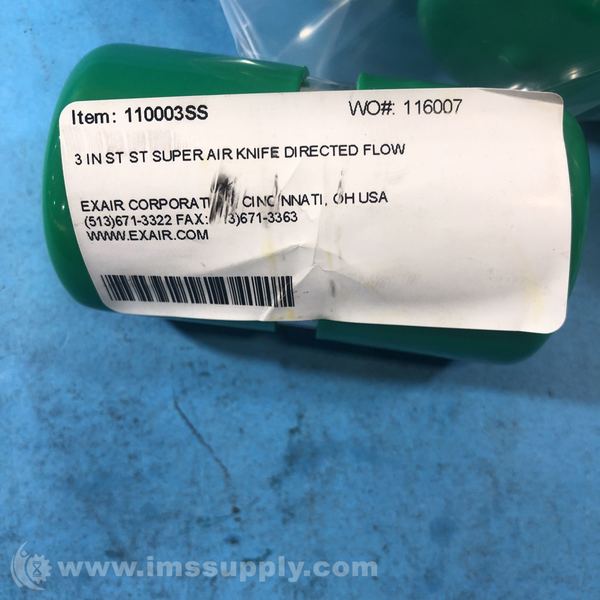 Item: 110003SS WO#: 116007
3 IN ST ST SUPER AIR KNIFE DIRECTED FLOW
EXAIR CINCINNATI, OH USA
(513)671-3322 FAX: 3)671-3363
WWW.EXAIR.COM
www.imssupply.com